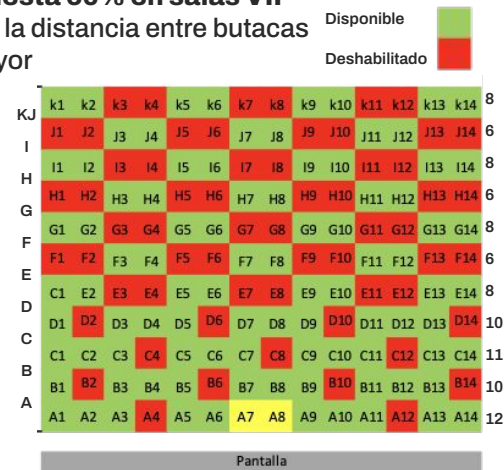 la distancia entre butacas
Disponible
Deshabilitado
KJ
I
H
G
F
E
D
C
B
A
k1 k2 k3 k4 k5 k6 k7 k8 k9 k10 k11 k12 k13 k14 8
J1 J2 J3 J4 J5 J6 J7 J8 J9 J10 J11 J12 J13 J14 6
I1 I2 I3 I4 I5 I6 I7 I8 I9 I10 I11 I12 I13 I14 8
H1 H2 H3 H4 H5 H6 H7 H8 H9 H10 H11 H12 H13 H14 6
G1 G2 G3 G4 G5 G6 G7 G8 G9 G10 G11 G12 G13 G14 8
F1 F2 F3 F4 F5 F6 F7 F8 F9 F10 F11 F12 F13 F14 6
C1 E2 E3 E4 E5 E6 E7 E8 E9 E10 E11 E12 E13 E14 8
D1 D2 D3 D4 D5 D6 D7 D8 D9 D10 D11 D12 D13 D14 10
C1 C2 C3 C4 C5 C6 C7 C8 C9 C10 C11 C12 C13 C14 11
B1 B2 B3 B4 B5 B6 B7 B8 B9 B10 B11 B12 B13 B14 10
A1 A2 A3 A4 A5 A6 A7 A8 A9 A10 A11 A12 A13 A14 12
Pantalla